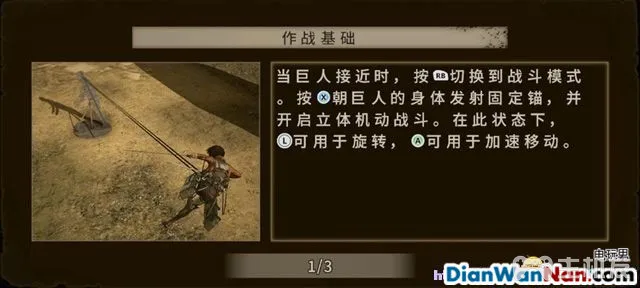 作战基础
当巨人接近时，按RB切换到战斗模式
。按X朝巨人的身体发射固定锚，并
开启立体机动战斗。在此状态下，
L可用于旋转，A可用于加速移动。
1/3
电玩男
DianWanNan.com